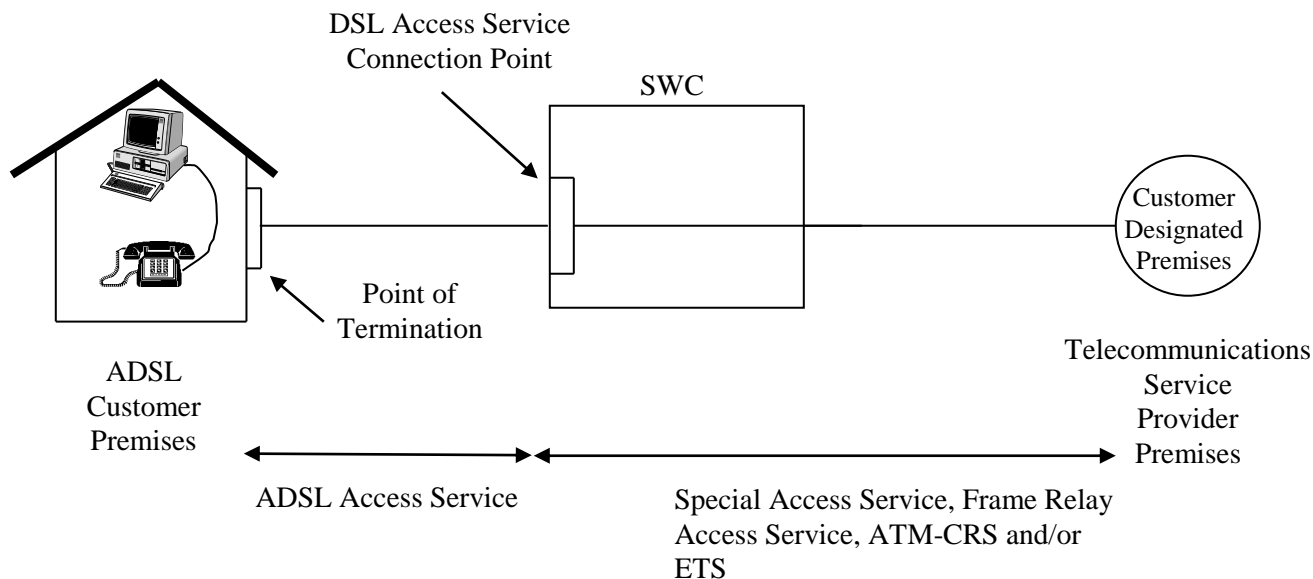 DSL Access Service
Connection Point
SWC
Customer
Designated
Premises
Point of
Termination
ADSL
Customer
Premises
Telecommunications
Service
Provider
Premises
ADSL Access Service
Special Access Service, Frame Relay
Access Service, ATM-CRS and/or
ETS